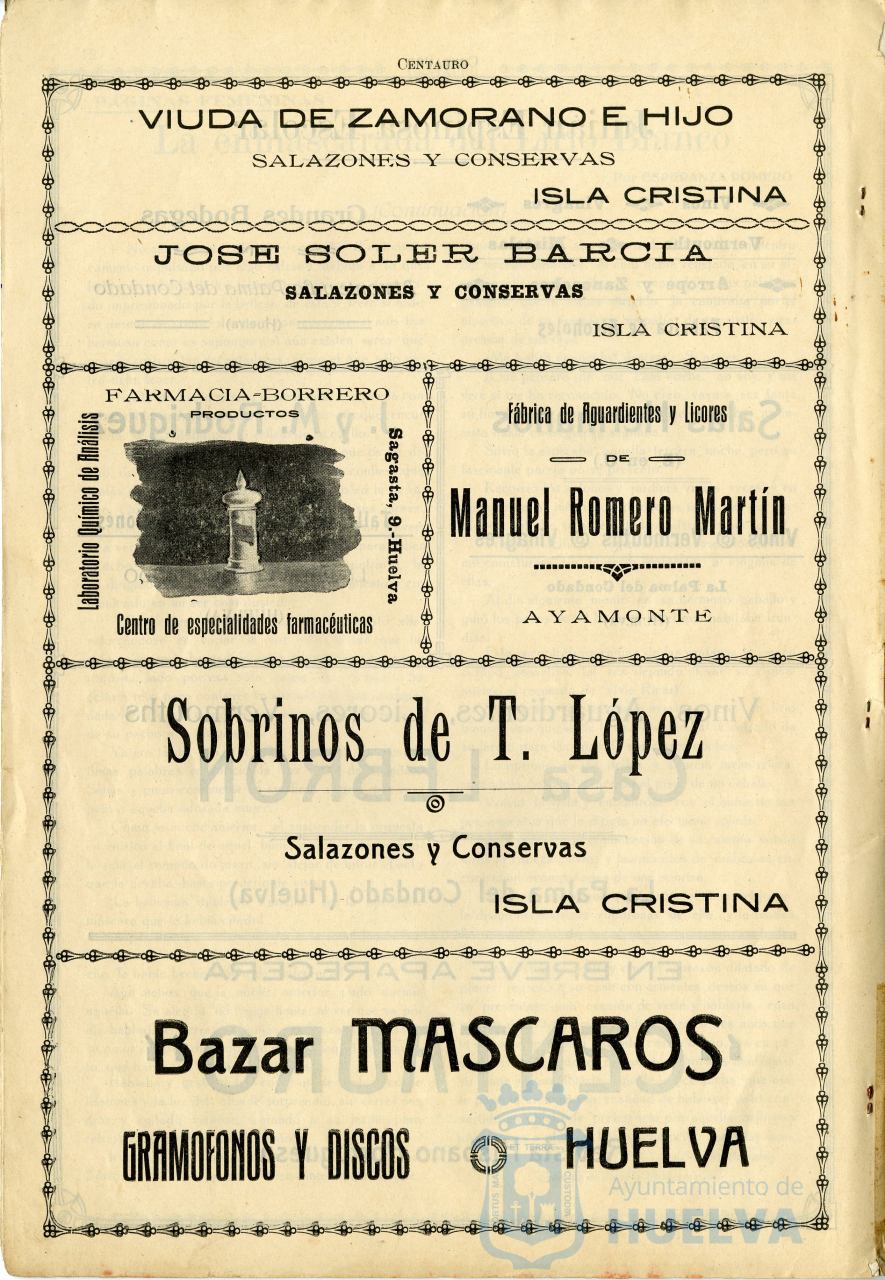 CENTAURO
VIUDA DE ZAMORANO E HIJO
SALAZONES Y CONSERVAS
ISLA CRISTINA
JOSE SOLER BARCIA
SALAZONES Y CONSERVAS
ISLA CRISTINA
FARMACIA-BORRERO
PRODUCTOS
Laboratorio Químico de Análisis
Sagasta, 9.-Huelva
Centro de especialidades farmacéuticas
Fábrica de Aguardientes y Licores
DE
Manuel Romero Martín
AYAMONTE
Sobrinos de T. López
Salazones y Conservas
ISLA CRISTINA
Bazar MASCAROS
GRAMOFONOS Y DISCOS
HUELVA
Ayuntamiento de
HUELVA